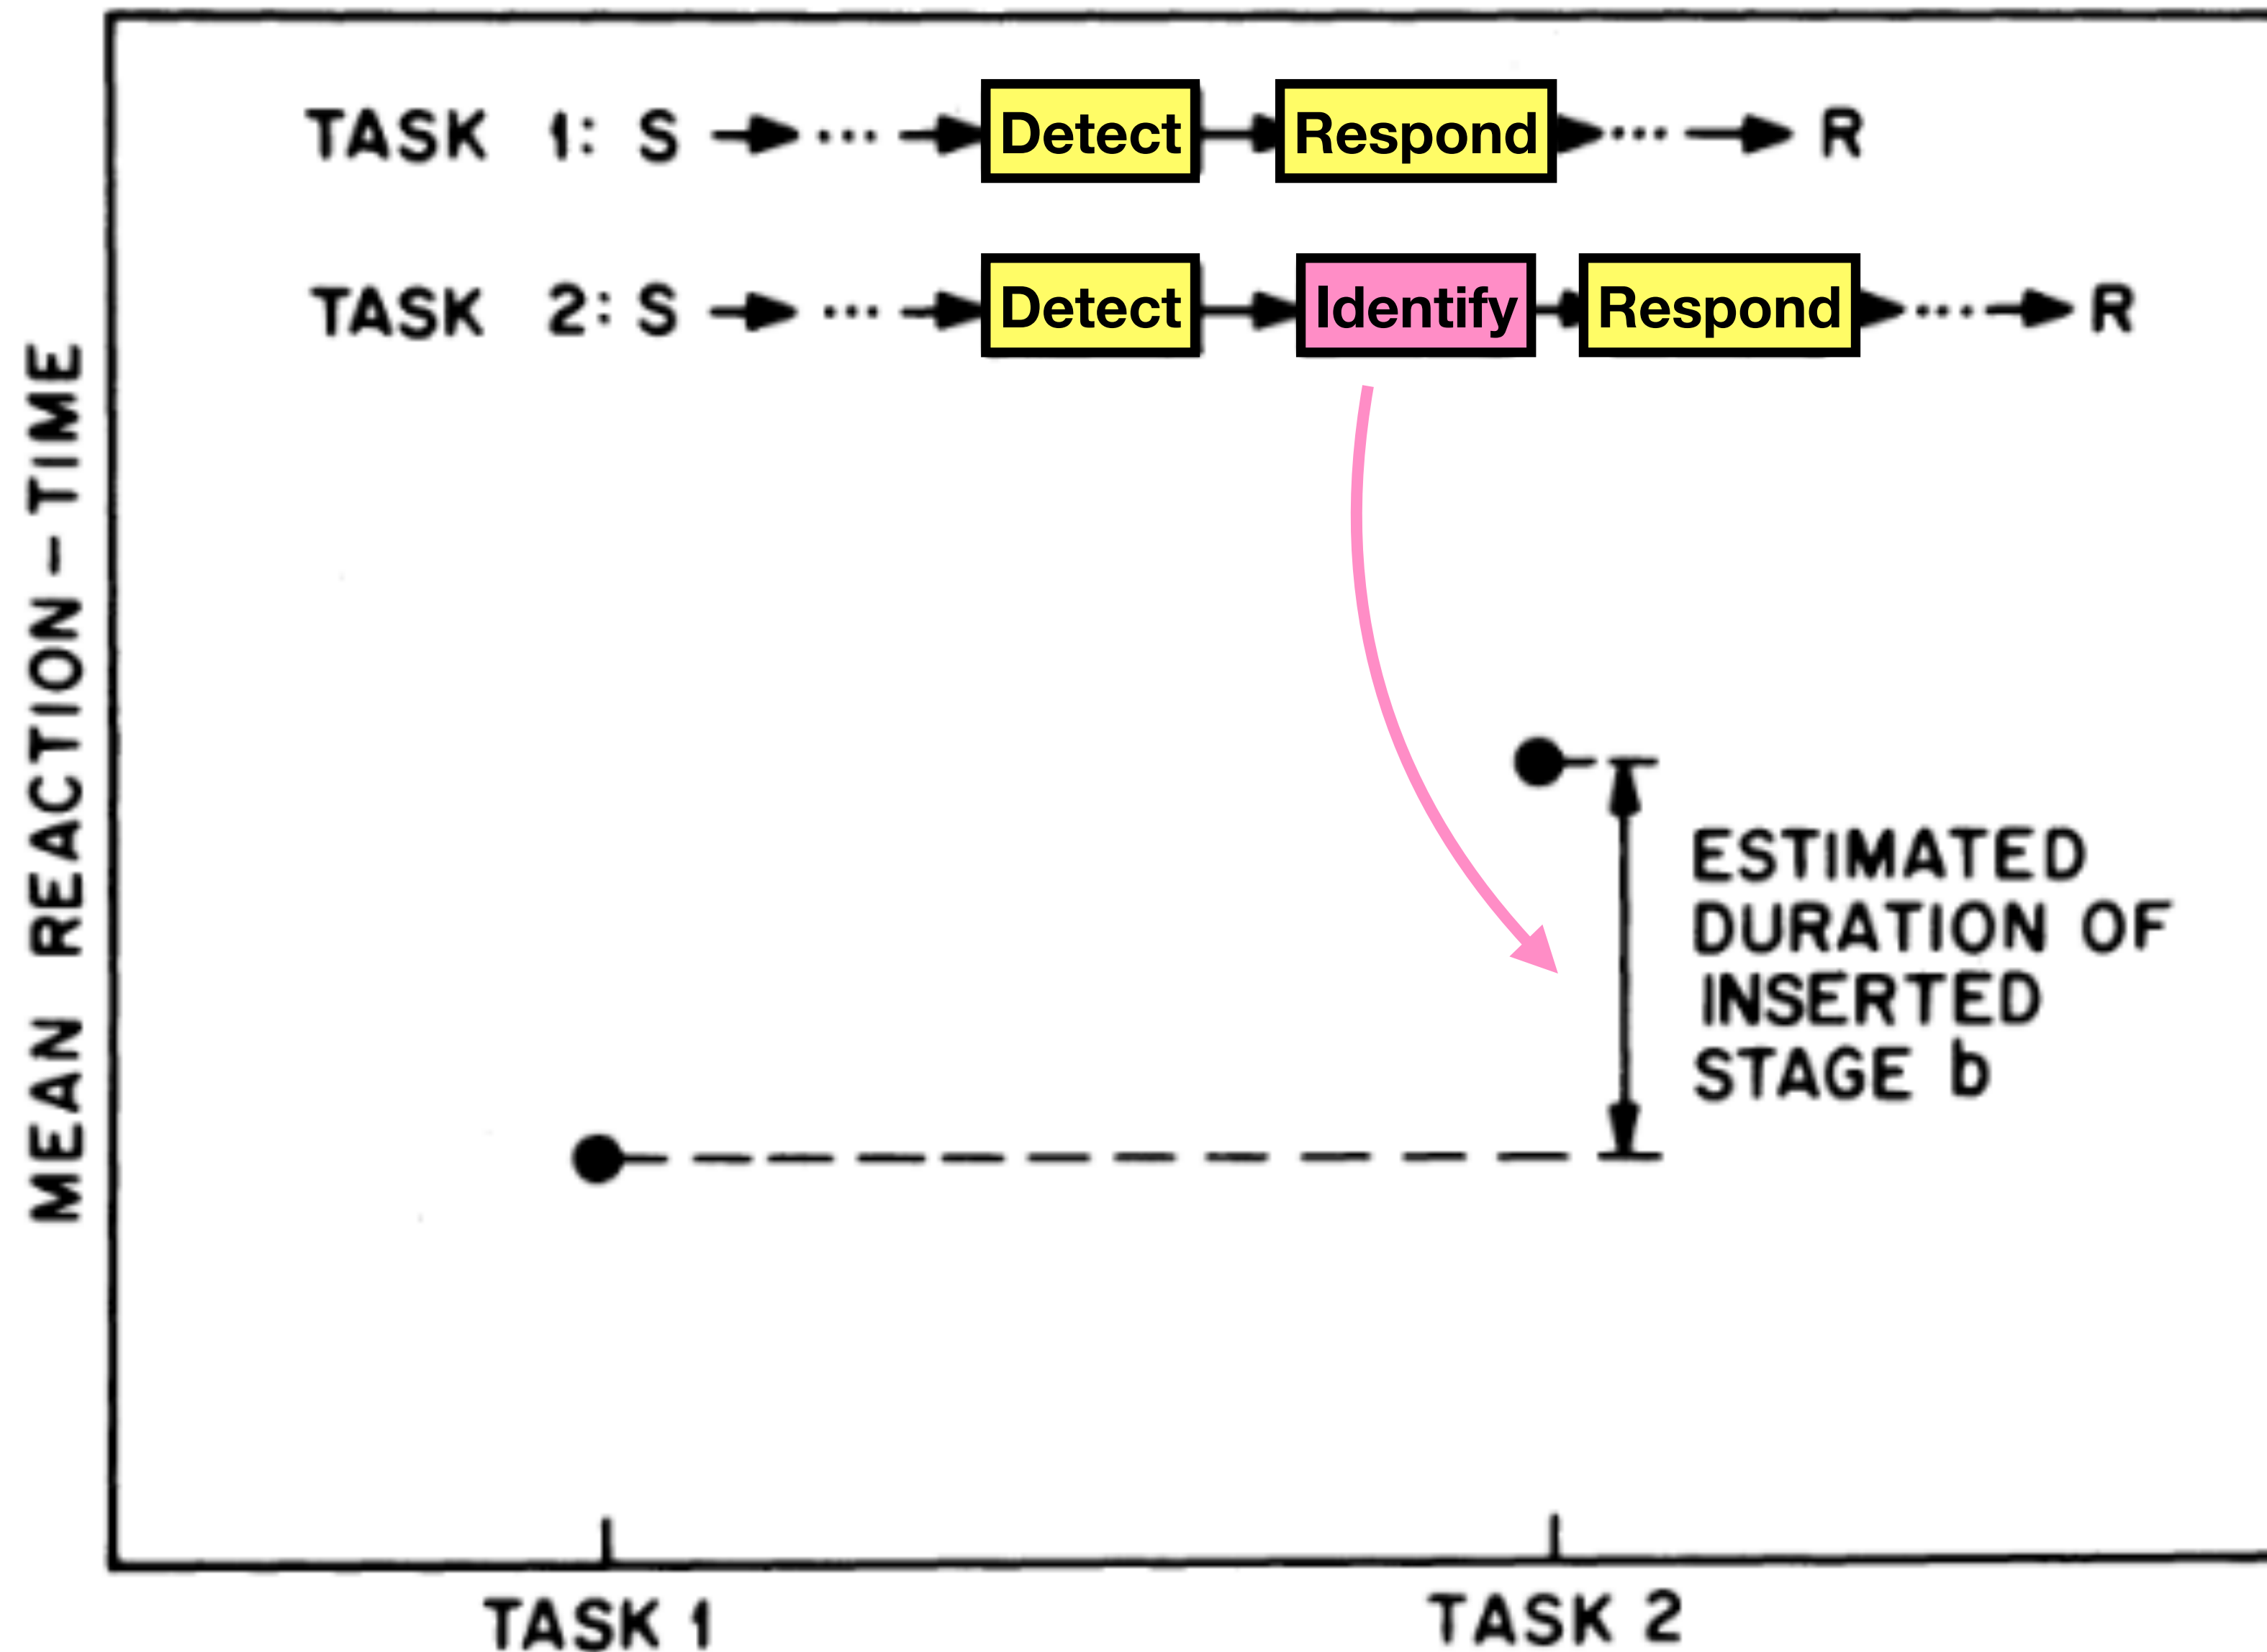 TASK 1: S ... Detect Respond ... R
TASK 2: S ... Detect Identify Respond ... R
MEAN REACTION-TIME
ESTIMATED
DURATION OF
INSERTED
STAGE b
TASK 1
TASK 2